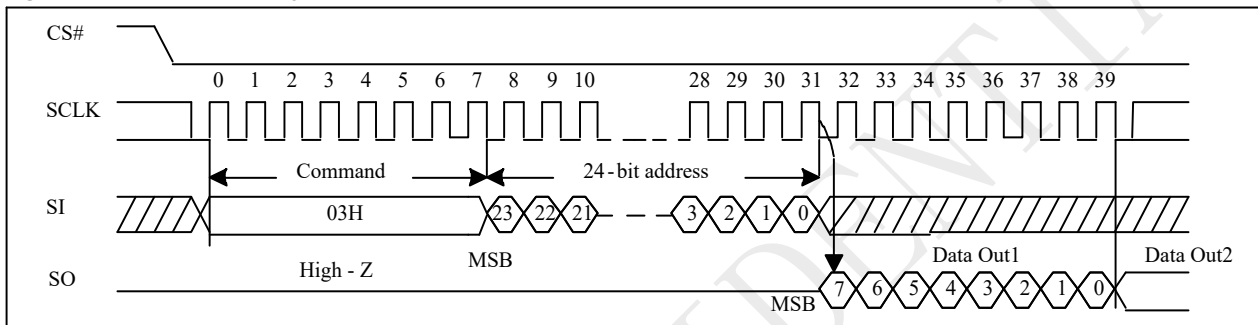 CS#
0 1 2 3 4 5 6 7 8 9 10 28 29 30 31 32 33 34 35 36 37 38 39
SCLK
Command 24-bit address
SI 03H 23 22 21 3 2 1 0
High - Z MSB Data Out1 Data Out2
SO 7 6 5 4 3 2 1 0
MSB